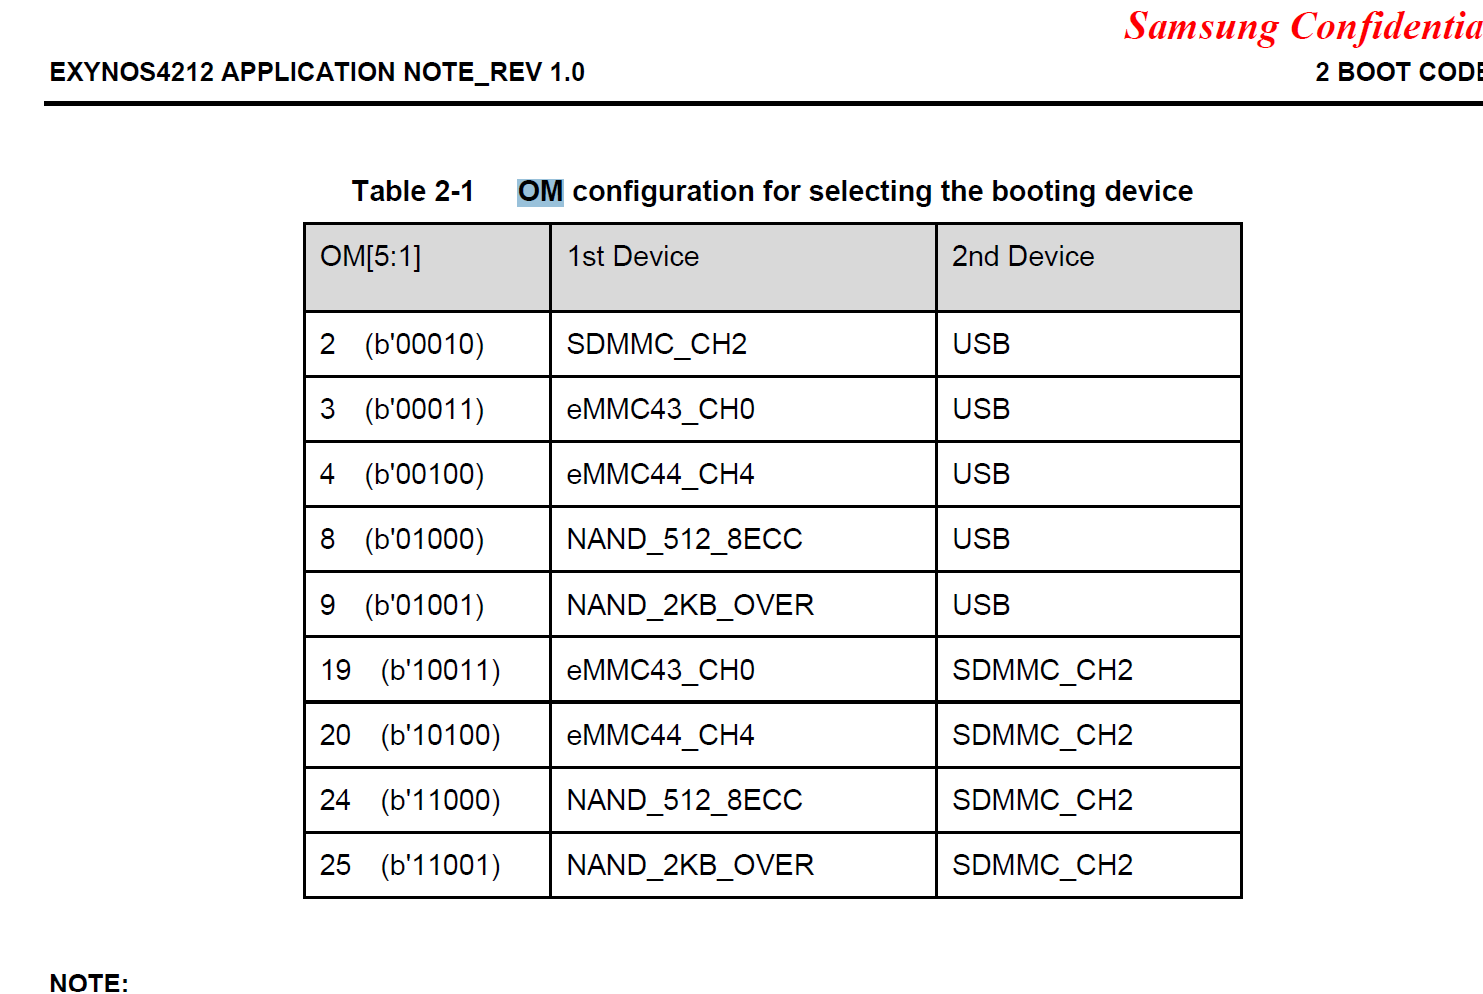 Samsung Confidentia
EXYNOS4212 APPLICATION NOTE_REV 1.0 2 BOOT CODE
Table 2-1 OM configuration for selecting the booting device
OM[5:1] 1st Device 2nd Device
2 (b'00010) SDMMC_CH2 USB
3 (b'00011) eMMC43_CH0 USB
4 (b'00100) eMMC44_CH4 USB
8 (b'01000) NAND_512_8ECC USB
9 (b'01001) NAND_2KB_OVER USB
19 (b'10011) eMMC43_CH0 SDMMC_CH2
20 (b'10100) eMMC44_CH4 SDMMC_CH2
24 (b'11000) NAND_512_8ECC SDMMC_CH2
25 (b'11001) NAND_2KB_OVER SDMMC_CH2
NOTE: